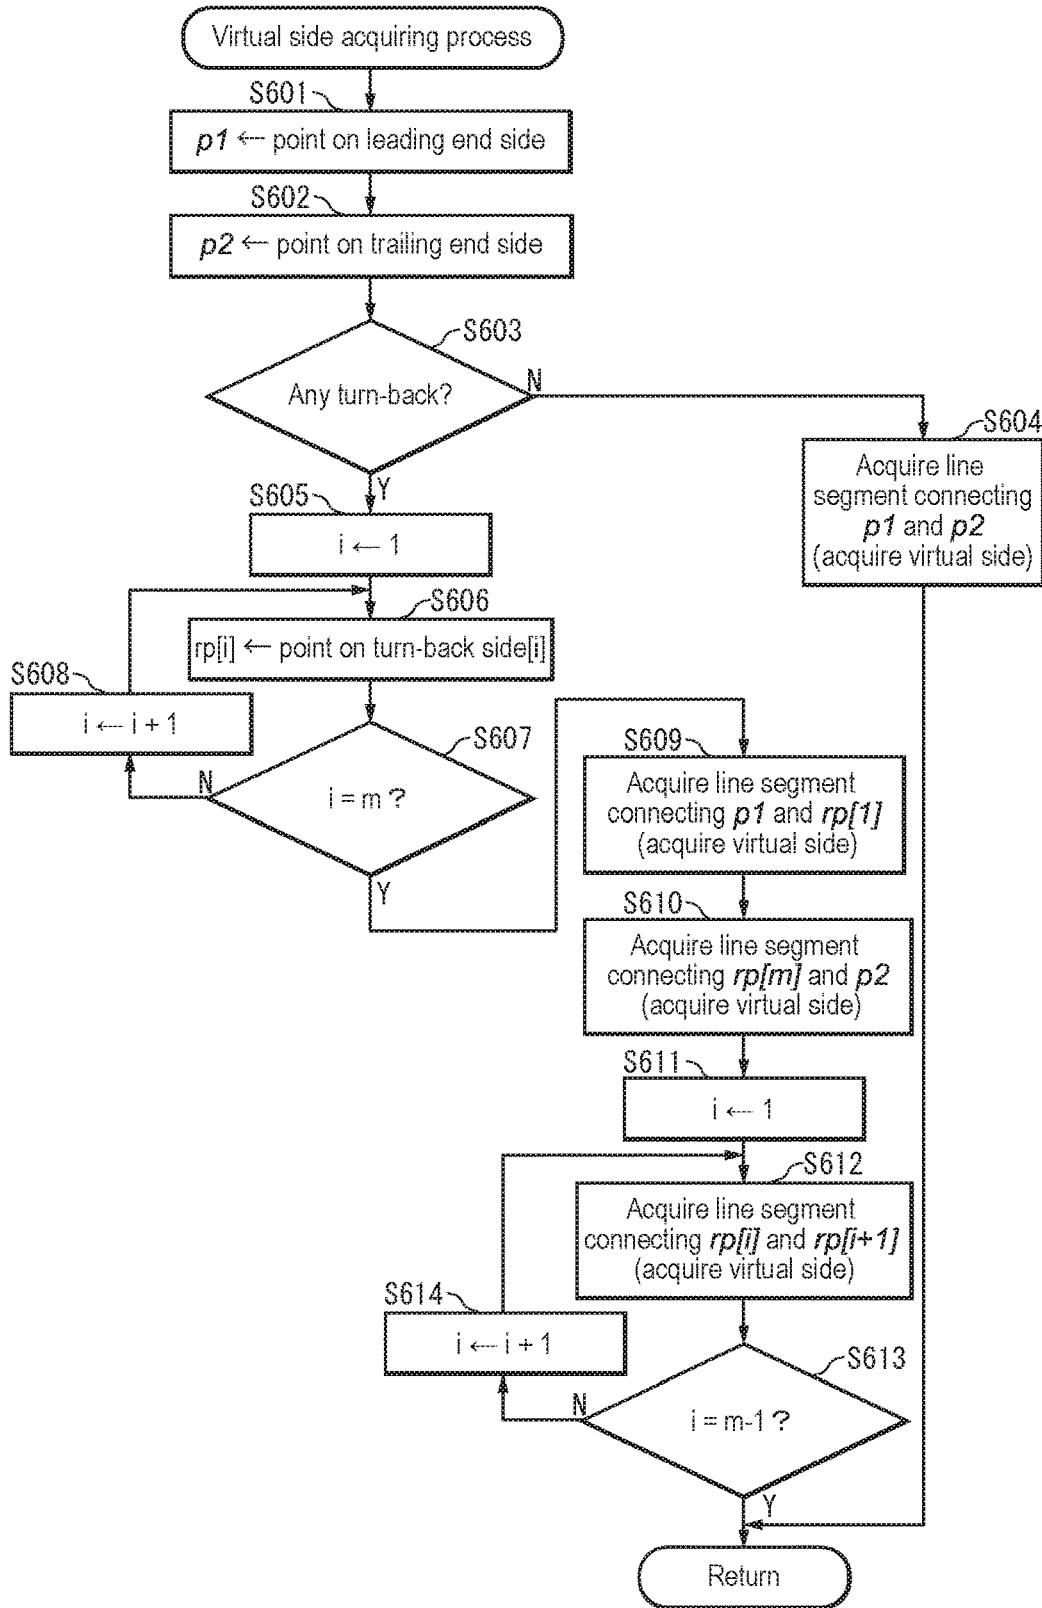 Virtual side acquiring process
S601
p1 ← point on leading end side
S602
p2 ← point on trailing end side
S603
Any turn-back?
N
Y
S604
Acquire line
segment connecting
p1 and p2
(acquire virtual side)
S605
i ← 1
S606
rp[i] ← point on turn-back side[i]
S608
i ← i + 1
S607
i = m ?
N
Y
S609
Acquire line segment
connecting p1 and rp[1]
(acquire virtual side)
S610
Acquire line segment
connecting rp[m] and p2
(acquire virtual side)
S611
i ← 1
S612
Acquire line segment
connecting rp[i] and rp[i+1]
(acquire virtual side)
S614
i ← i + 1
S613
i = m-1 ?
N
Y
Return